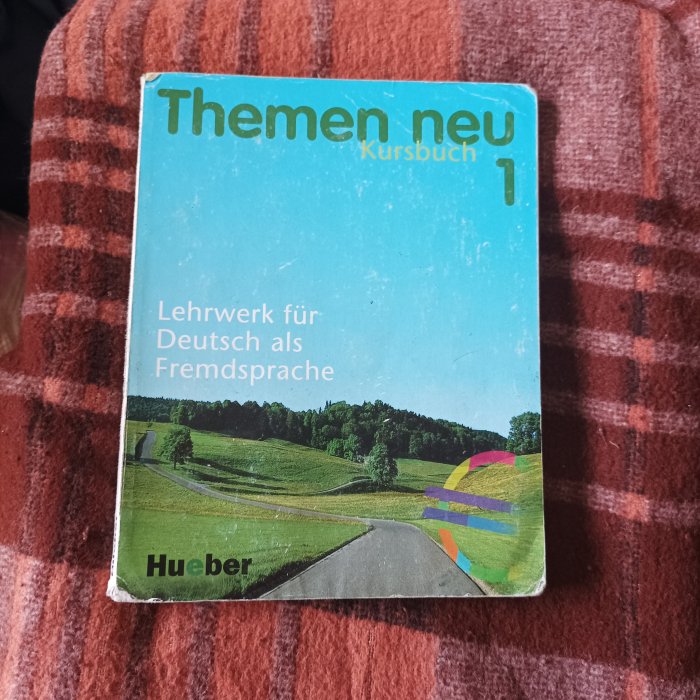 Themen neu
Kursbuch
1
Lehrwerk für
Deutsch als
Fremdsprache
Hueber